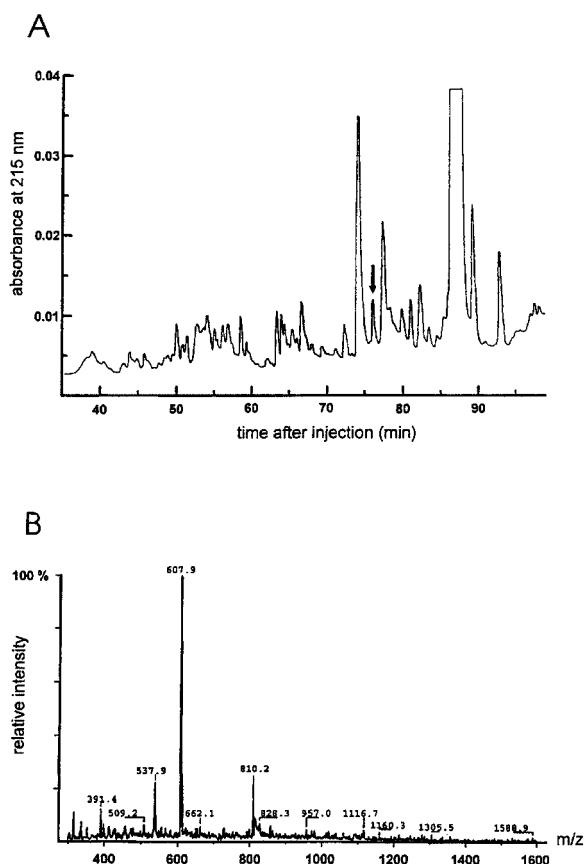 A
0.04
0.03
0.02
0.01
absorbance at 215 nm
40 50 60 70 80 90
time after injection (min)
B
607.9
100 %
relative intensity
537.9
810.2
391.4
509.2
662.1
828.3
957.0
1116.7
1160.3
1305.5
1588.9
400 600 800 1000 1200 1400 1600 m/z